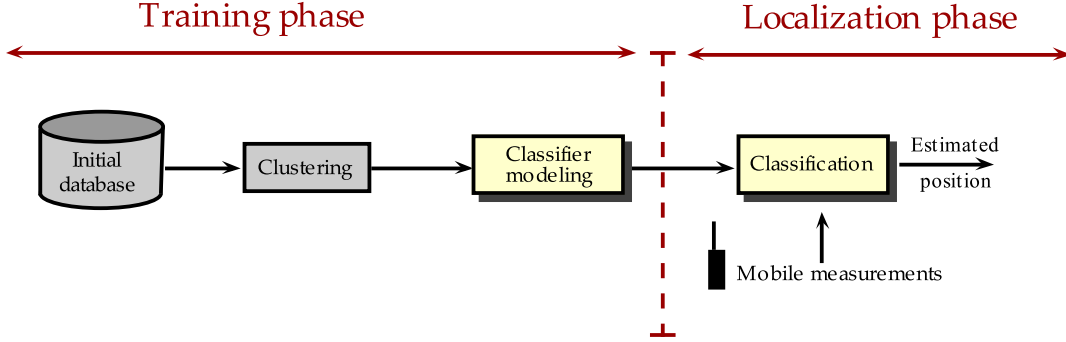 Training phase
Localization phase
Initial
database
Clustering
Classifier
modeling
Classification
Estimated
position
Mobile measurements